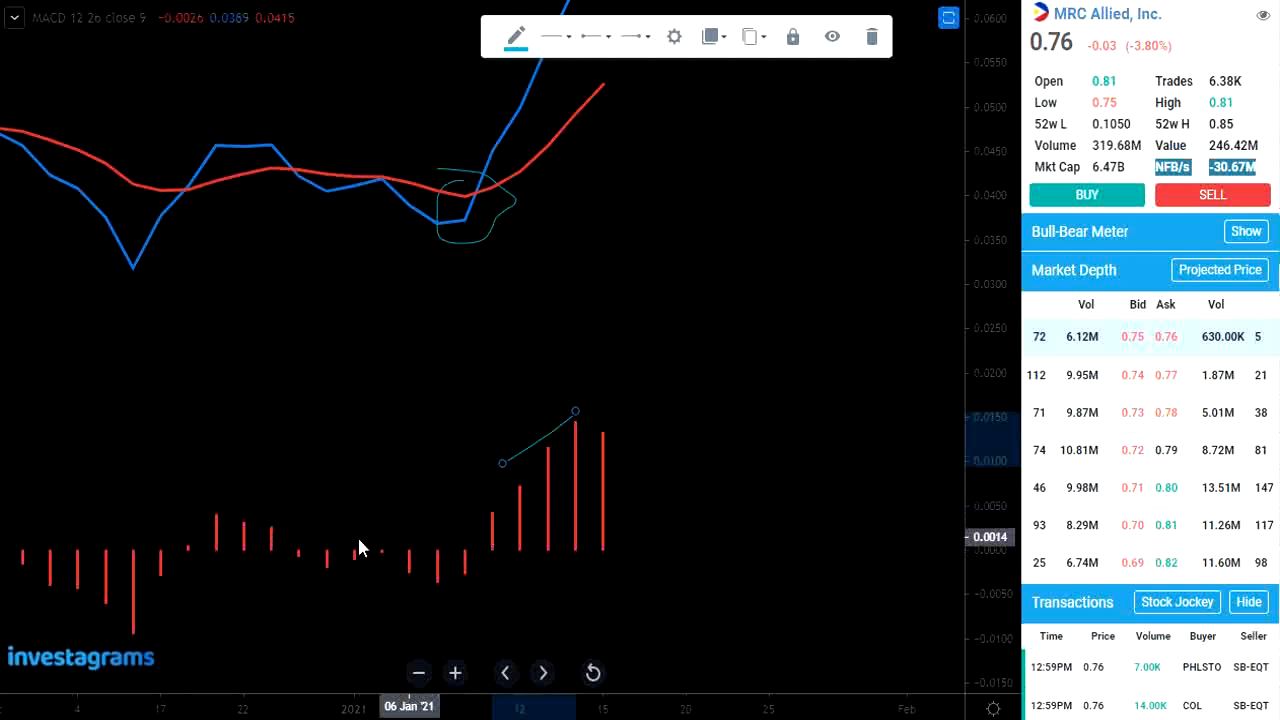 MACD 12 26 close 9 −0.0026 0.0369 0.0415
0.0600
0.0550
0.0500
0.0450
0.0400
0.0350
0.0300
0.0250
0.0200
0.0150
0.0100
0.0050
0.0014
0.0000
−0.0050
−0.0100
−0.0150
investagrams
4 17 22 2021 06 Jan '21 12 15 20 25 Feb
MRC Allied, Inc.
0.76 -0.03 (-3.80%)
Open 0.81 Trades 6.38K
Low 0.75 High 0.81
52w L 0.1050 52w H 0.85
Volume 319.68M Value 246.42M
Mkt Cap 6.47B NFB/s -30.67M
BUY SELL
Bull-Bear Meter Show
Market Depth Projected Price
Vol Bid Ask Vol
72 6.12M 0.75 0.76 630.00K 5
112 9.95M 0.74 0.77 1.87M 21
71 9.87M 0.73 0.78 5.01M 38
74 10.81M 0.72 0.79 8.72M 81
46 9.98M 0.71 0.80 13.51M 147
93 8.29M 0.70 0.81 11.26M 117
25 6.74M 0.69 0.82 11.60M 98
Transactions Stock Jockey Hide
Time Price Volume Buyer Seller
12:59PM 0.76 7.00K PHLSTO SB-EQT
12:59PM 0.76 14.00K COL SB-EQT